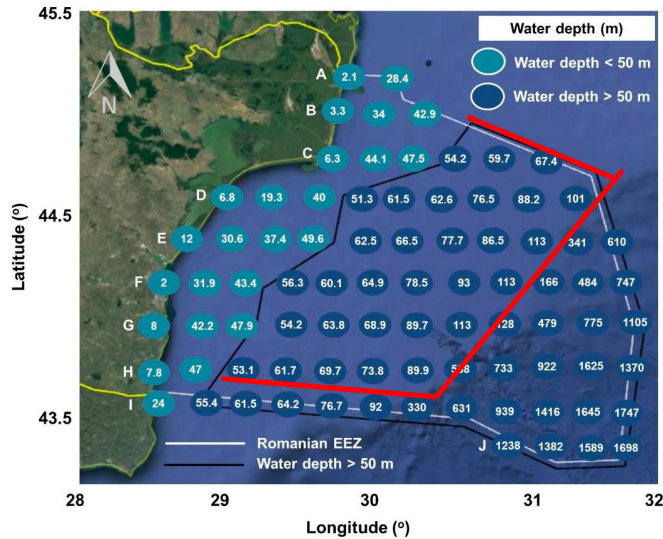 45.5
Water depth (m)
Water depth < 50 m
Water depth > 50 m
N
A 2.1 28.4
B 3.3 34 42.9
C 6.3 44.1 47.5 54.2 59.7 67.4
44.5
D 6.8 19.3 40 51.3 61.5 62.6 76.5 88.2 101
E 12 30.6 37.4 49.6 62.5 66.5 77.7 86.5 113 341 610
F 2 31.9 43.4 56.3 60.1 64.9 78.5 93 113 166 484 747
G 8 42.2 47.9 54.2 63.8 68.9 89.7 113 128 479 775 1105
H 7.8 47 53.1 61.7 69.7 73.8 89.9 733 922 1625 1370
43.5
I 24 55.4 61.5 64.2 76.7 92 330 631 939 1416 1645 1747
J 1238 1382 1589 1698
Romanian EEZ
Water depth > 50 m
28 29 30 31 32
Longitude (º)
Latitude (º)